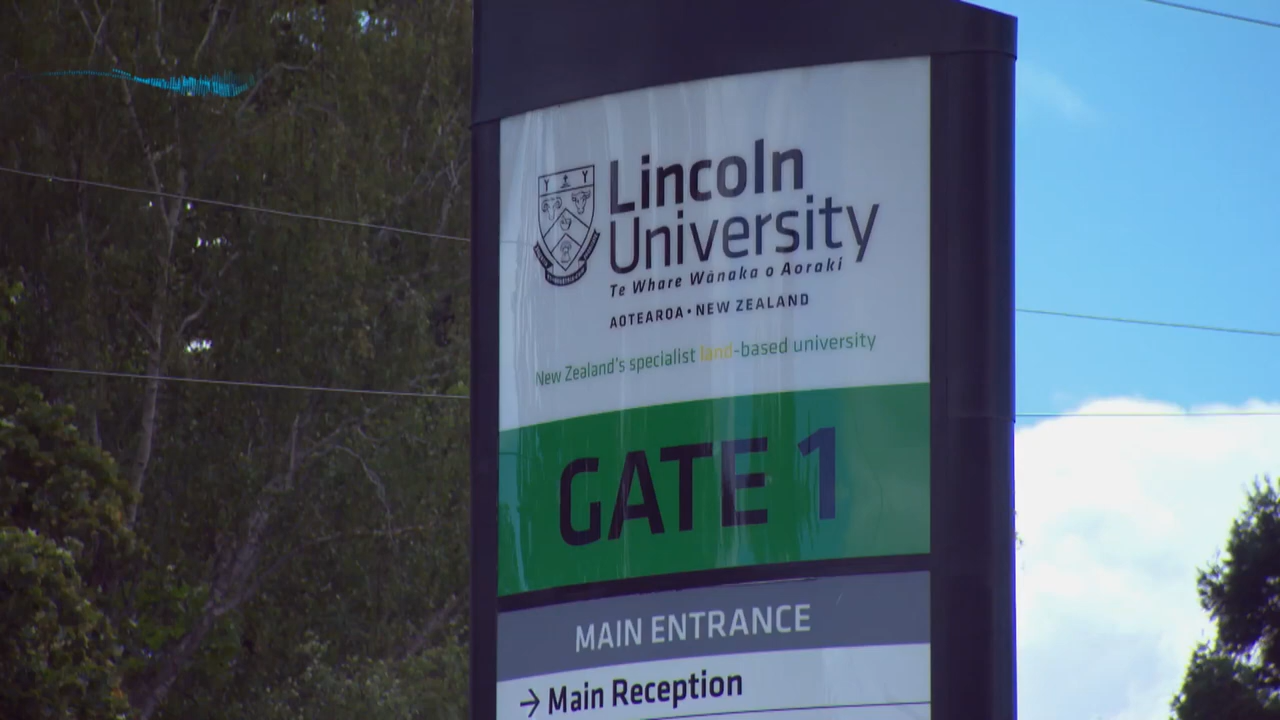 Lincoln
University
Te Whare Wānaka o Aoraki
AOTEAROA • NEW ZEALAND
New Zealand's specialist land-based university
GATE 1
MAIN ENTRANCE
→ Main Reception